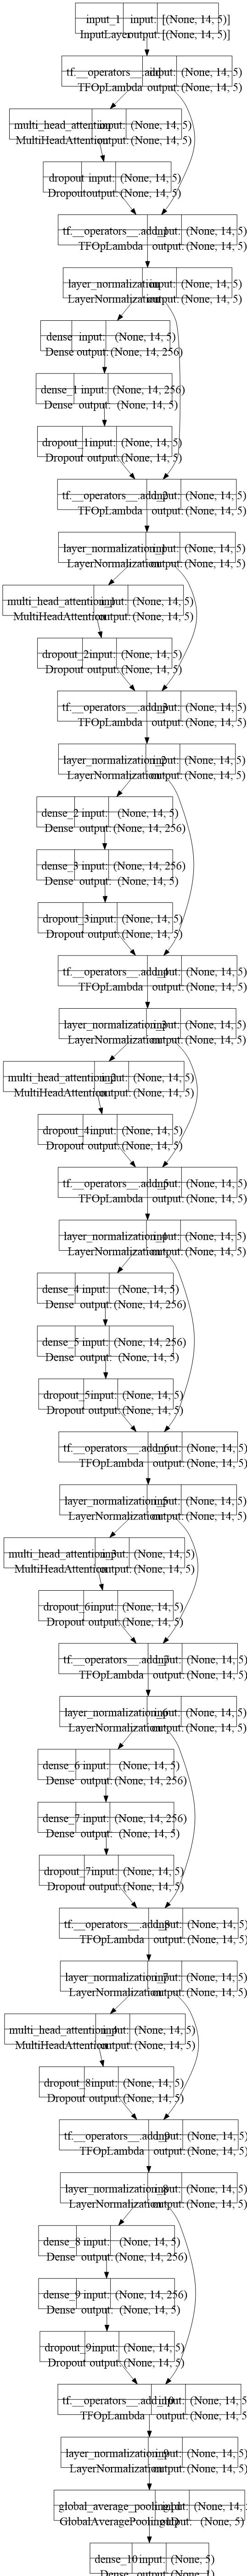 input_1 input: [(None, 14, 5)]
InputLayer output: [(None, 14, 5)]
tf.__operators__.add input: (None, 14, 5)
TFOpLambda output: (None, 14, 5)
multi_head_attention input: (None, 14, 5)
MultiHeadAttention output: (None, 14, 5)
dropout input: (None, 14, 5)
Dropout output: (None, 14, 5)
tf.__operators__.add_1 input: (None, 14, 5)
TFOpLambda output: (None, 14, 5)
layer_normalization input: (None, 14, 5)
LayerNormalization output: (None, 14, 5)
dense input: (None, 14, 5)
Dense output: (None, 14, 256)
dense_1 input: (None, 14, 256)
Dense output: (None, 14, 5)
dropout_1 input: (None, 14, 5)
Dropout output: (None, 14, 5)
tf.__operators__.add_2 input: (None, 14, 5)
TFOpLambda output: (None, 14, 5)
layer_normalization_1 input: (None, 14, 5)
LayerNormalization output: (None, 14, 5)
multi_head_attention_1 input: (None, 14, 5)
MultiHeadAttention output: (None, 14, 5)
dropout_2 input: (None, 14, 5)
Dropout output: (None, 14, 5)
tf.__operators__.add_3 input: (None, 14, 5)
TFOpLambda output: (None, 14, 5)
layer_normalization_2 input: (None, 14, 5)
LayerNormalization output: (None, 14, 5)
dense_2 input: (None, 14, 5)
Dense output: (None, 14, 256)
dense_3 input: (None, 14, 256)
Dense output: (None, 14, 5)
dropout_3 input: (None, 14, 5)
Dropout output: (None, 14, 5)
tf.__operators__.add_4 input: (None, 14, 5)
TFOpLambda output: (None, 14, 5)
layer_normalization_3 input: (None, 14, 5)
LayerNormalization output: (None, 14, 5)
multi_head_attention_2 input: (None, 14, 5)
MultiHeadAttention output: (None, 14, 5)
dropout_4 input: (None, 14, 5)
Dropout output: (None, 14, 5)
tf.__operators__.add_5 input: (None, 14, 5)
TFOpLambda output: (None, 14, 5)
layer_normalization_4 input: (None, 14, 5)
LayerNormalization output: (None, 14, 5)
dense_4 input: (None, 14, 5)
Dense output: (None, 14, 256)
dense_5 input: (None, 14, 256)
Dense output: (None, 14, 5)
dropout_5 input: (None, 14, 5)
Dropout output: (None, 14, 5)
tf.__operators__.add_6 input: (None, 14, 5)
TFOpLambda output: (None, 14, 5)
layer_normalization_5 input: (None, 14, 5)
LayerNormalization output: (None, 14, 5)
multi_head_attention_3 input: (None, 14, 5)
MultiHeadAttention output: (None, 14, 5)
dropout_6 input: (None, 14, 5)
Dropout output: (None, 14, 5)
tf.__operators__.add_7 input: (None, 14, 5)
TFOpLambda output: (None, 14, 5)
layer_normalization_6 input: (None, 14, 5)
LayerNormalization output: (None, 14, 5)
dense_6 input: (None, 14, 5)
Dense output: (None, 14, 256)
dense_7 input: (None, 14, 256)
Dense output: (None, 14, 5)
dropout_7 input: (None, 14, 5)
Dropout output: (None, 14, 5)
tf.__operators__.add_8 input: (None, 14, 5)
TFOpLambda output: (None, 14, 5)
layer_normalization_7 input: (None, 14, 5)
LayerNormalization output: (None, 14, 5)
multi_head_attention_4 input: (None, 14, 5)
MultiHeadAttention output: (None, 14, 5)
dropout_8 input: (None, 14, 5)
Dropout output: (None, 14, 5)
tf.__operators__.add_9 input: (None, 14, 5)
TFOpLambda output: (None, 14, 5)
layer_normalization_8 input: (None, 14, 5)
LayerNormalization output: (None, 14, 5)
dense_8 input: (None, 14, 5)
Dense output: (None, 14, 256)
dense_9 input: (None, 14, 256)
Dense output: (None, 14, 5)
dropout_9 input: (None, 14, 5)
Dropout output: (None, 14, 5)
tf.__operators__.add_10 input: (None, 14, 5)
TFOpLambda output: (None, 14, 5)
layer_normalization_9 input: (None, 14, 5)
LayerNormalization output: (None, 14, 5)
global_average_pooling1d input: (None, 14,
GlobalAveragePooling1D output: (None, 5)
dense_10 input: (None, 5)
Dense output: (None, 1)